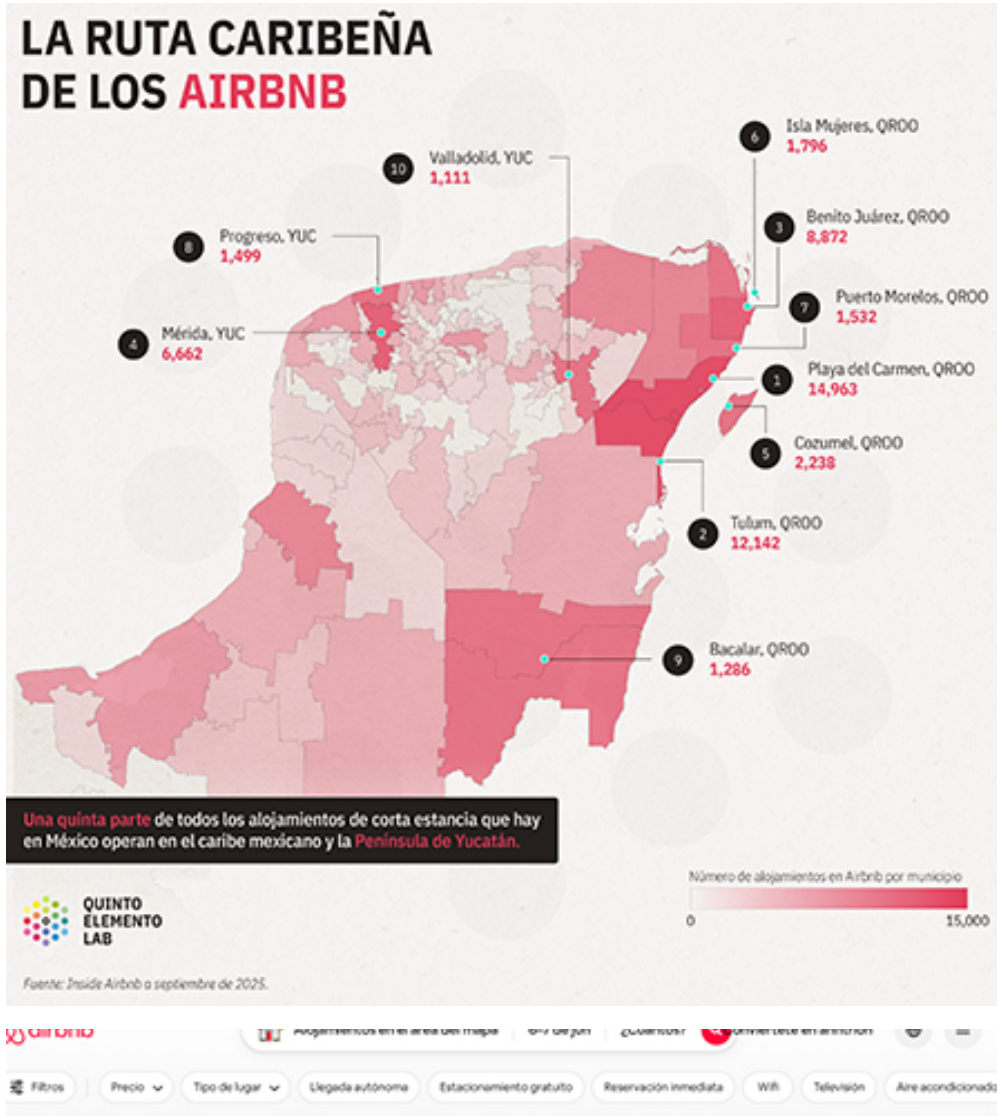 LA RUTA CARIBEÑA
DE LOS AIRBNB
6
Isla Mujeres, QROO
1,796
10
Valladolid, YUC
1,111
3
Benito Juárez, QROO
8,872
8
Progreso, YUC
1,499
7
Puerto Morelos, QROO
1,532
4
Mérida, YUC
6,662
1
Playa del Carmen, QROO
14,963
5
Cozumel, QROO
2,238
2
Tulum, QROO
12,142
9
Bacalar, QROO
1,286
Una quinta parte de todos los alojamientos de corta estancia que hay
en México operan en el caribe mexicano y la Península de Yucatán.
Número de alojamientos en Airbnb por municipio
0
15,000
QUINTO
ELEMENTO
LAB
Fuente: Inside Airbnb a septiembre de 2025.
airbnb
Alojamientos en el área del mapa
6–7 de jun
¿Cuántos?
Conviértete en anfitrión
Filtros
Precio
Tipo de lugar
Llegada autónoma
Estacionamiento gratuito
Reservación inmediata
Wifi
Televisión
Aire acondicionado